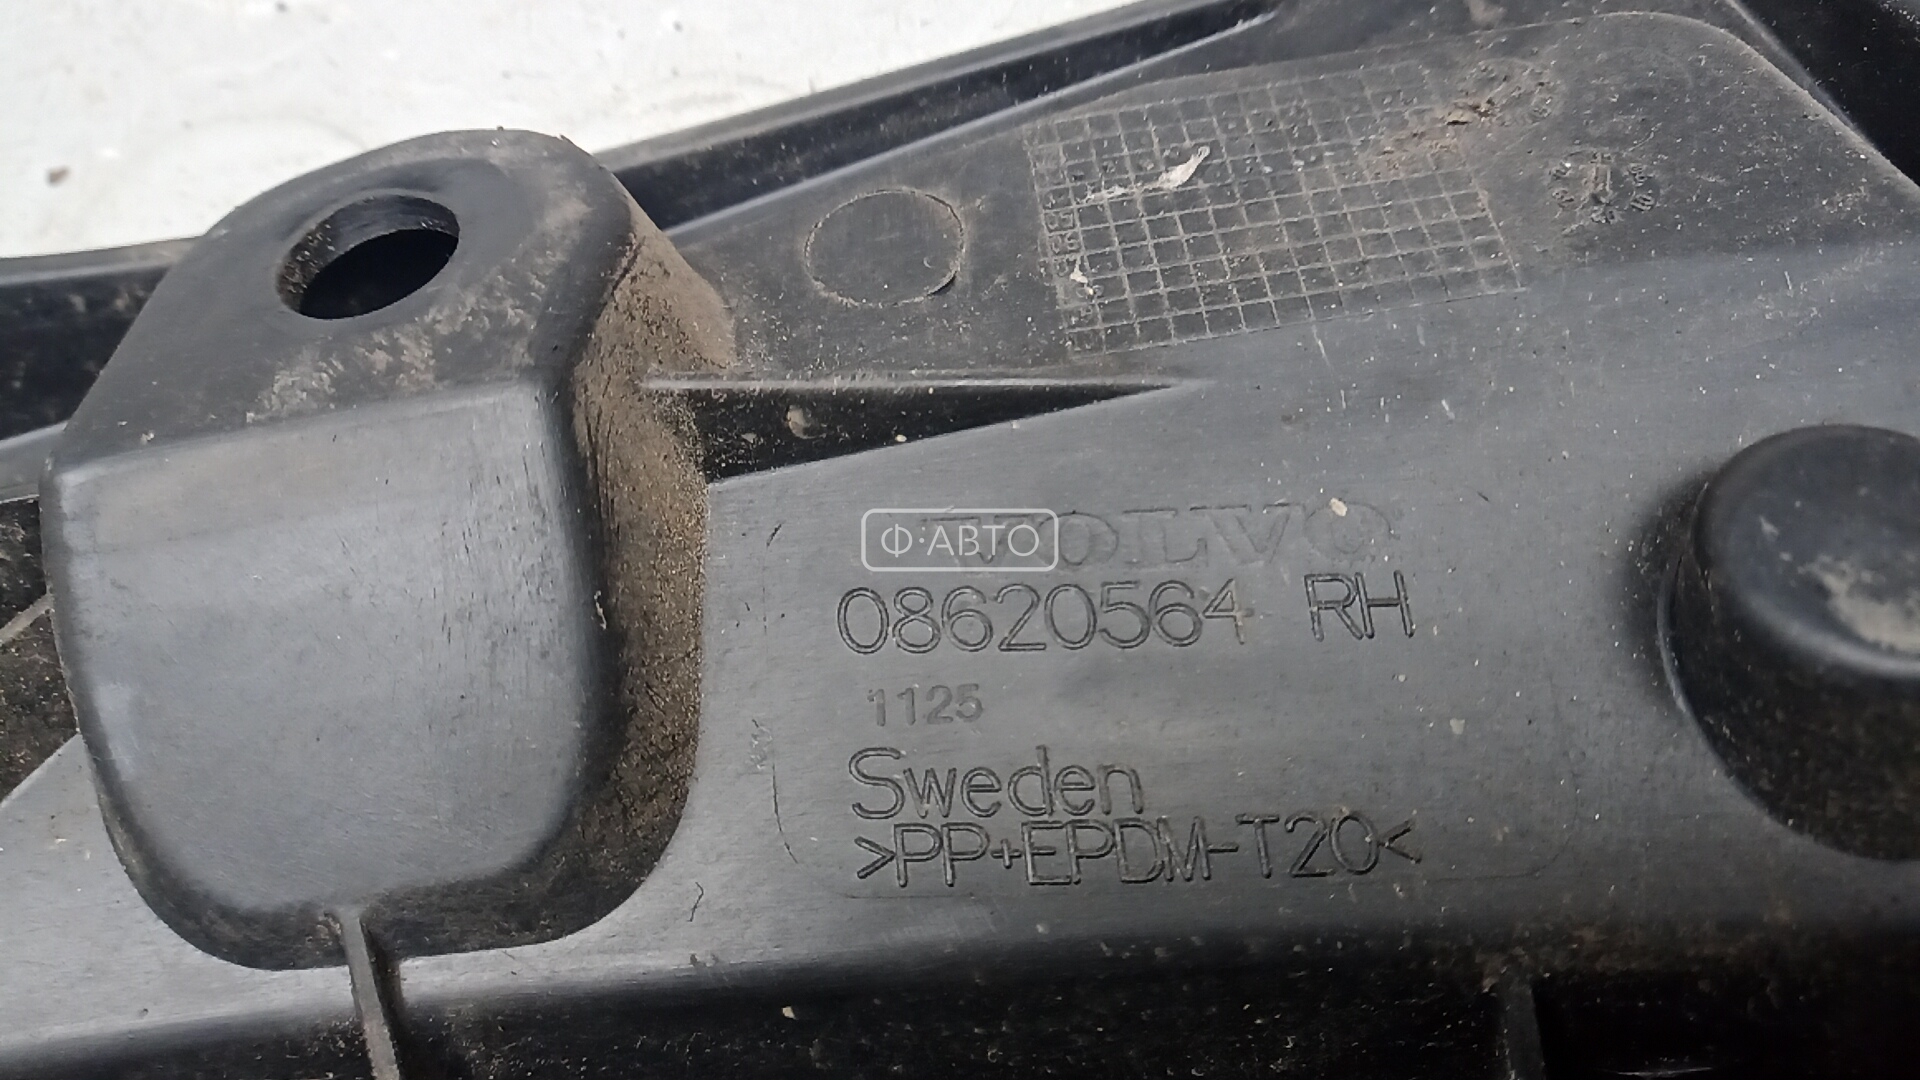 Ф:АВТО
VOLVO
08620564 RH
1125
Sweden
>PP+EPDM-T20<